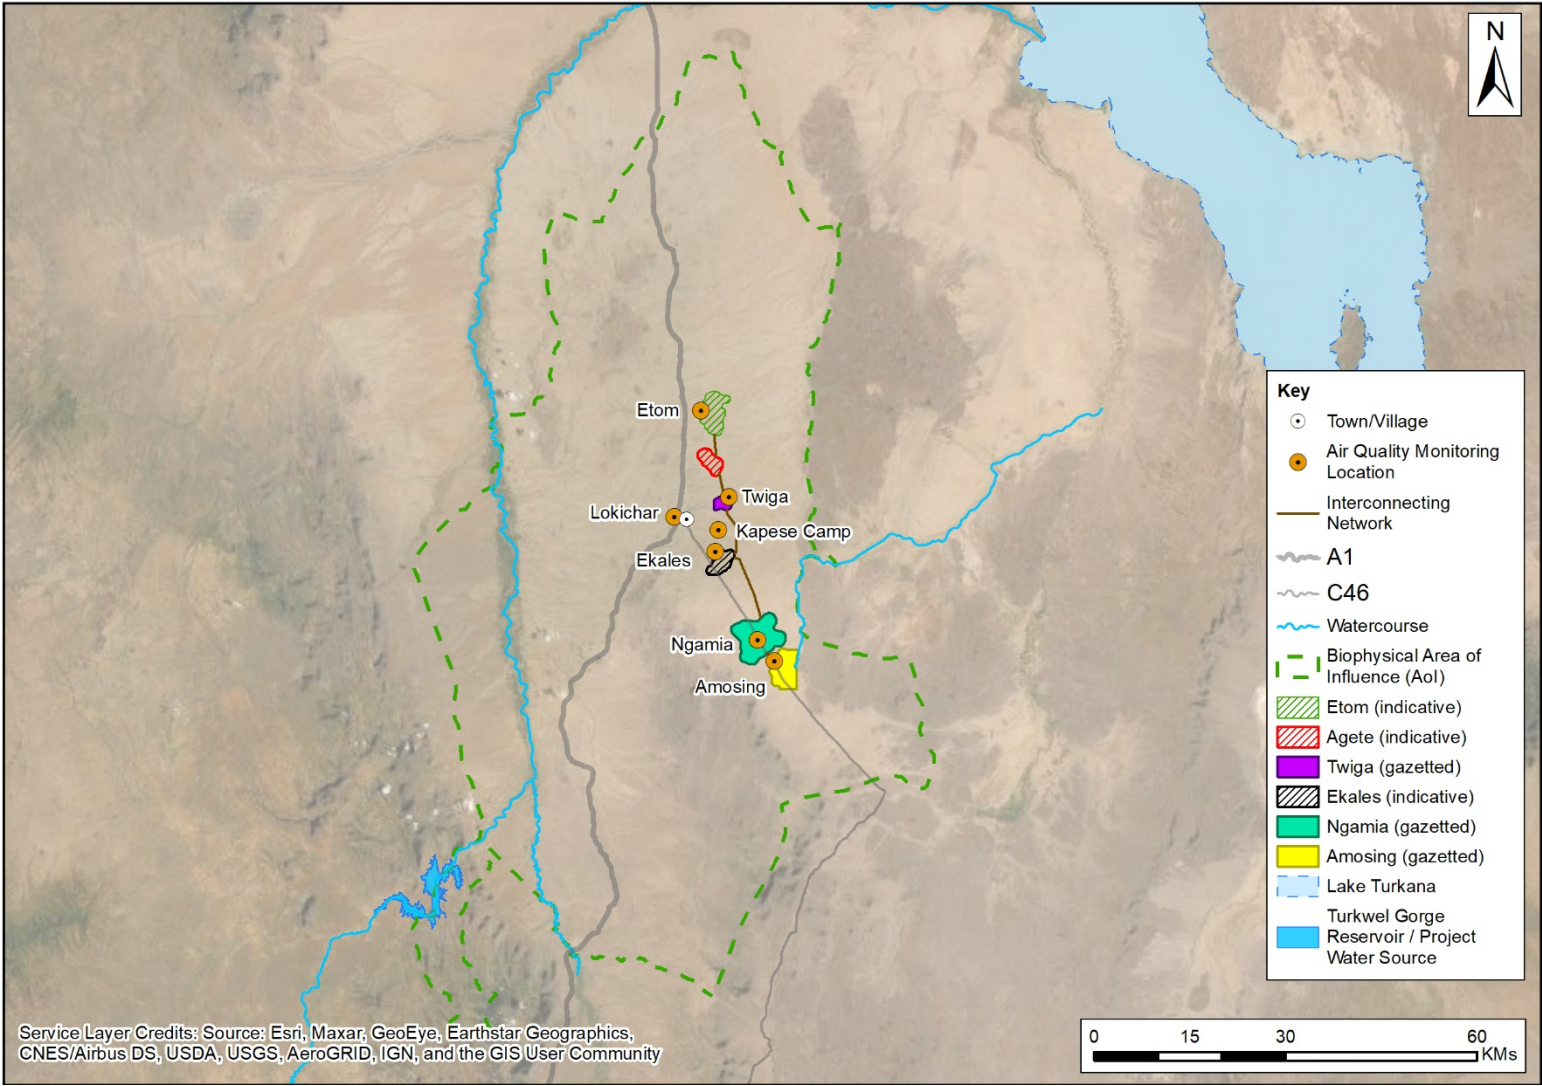 N
Etom
Twiga
Lokichar
Kapese Camp
Ekales
Ngamia
Amosing
Key
Town/Village
Air Quality Monitoring
Location
Interconnecting
Network
A1
C46
Watercourse
Biophysical Area of
Influence (AoI)
Etom (indicative)
Agete (indicative)
Twiga (gazetted)
Ekales (indicative)
Ngamia (gazetted)
Amosing (gazetted)
Lake Turkana
Turkwel Gorge
Reservoir / Project
Water Source
Service Layer Credits: Source: Esri, Maxar, GeoEye, Earthstar Geographics,
CNES/Airbus DS, USDA, USGS, AeroGRID, IGN, and the GIS User Community
0 15 30 60
KMs